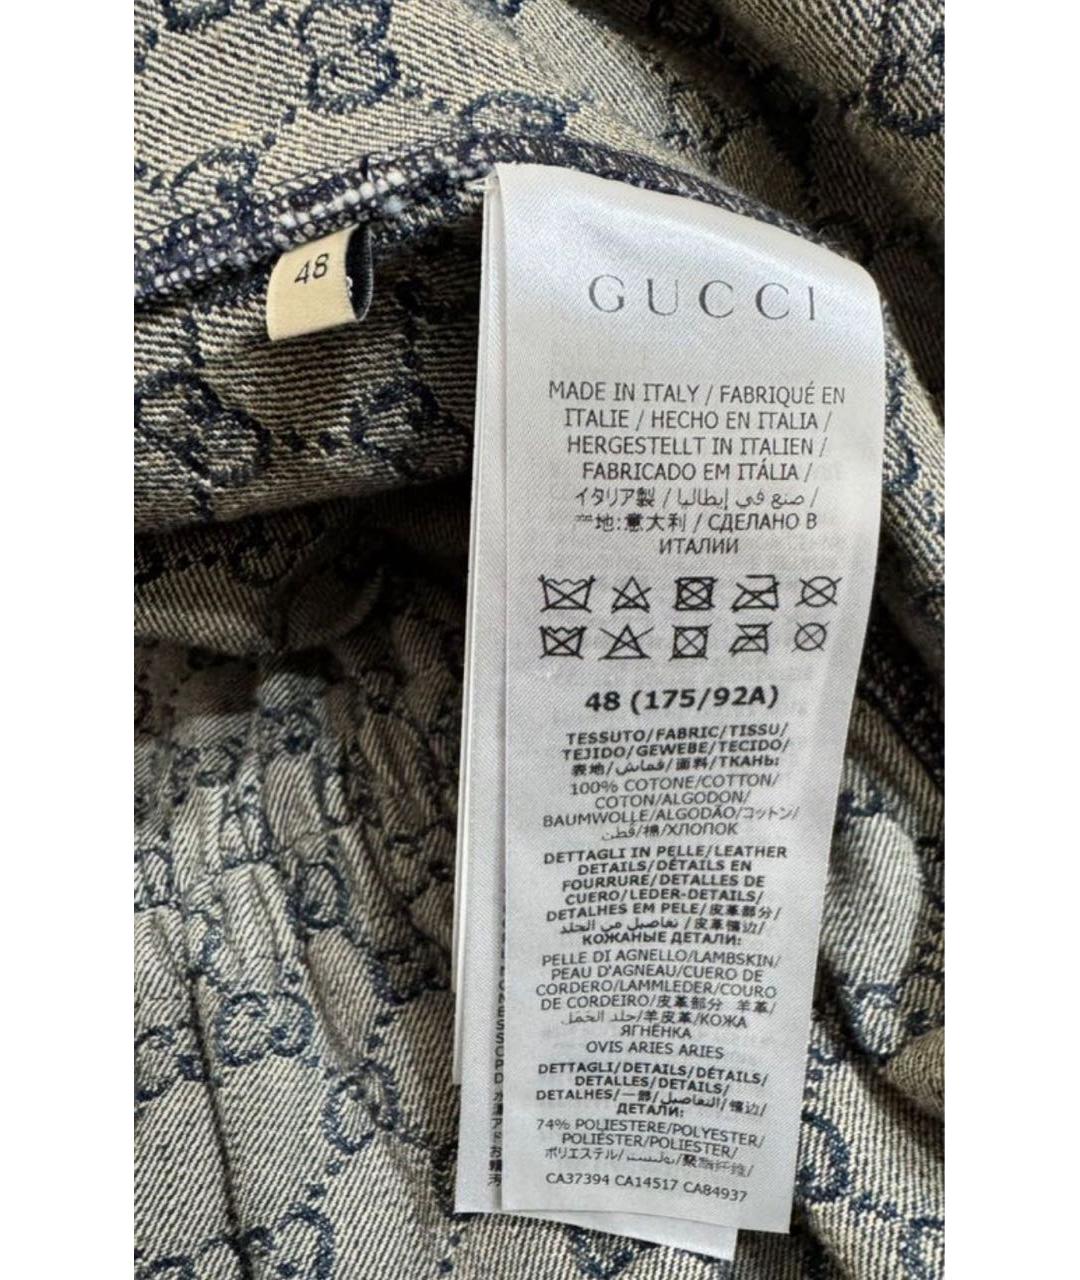 48
GUCCI
MADE IN ITALY / FABRIQUÉ EN
ITALIE / HECHO EN ITALIA /
HERGESTELLT IN ITALIEN /
FABRICADO EM ITÁLIA /
イタリア製 / صنع في إيطاليا /
地:意大利 / СДЕЛАНО В
ИТАЛИИ
48 (175/92A)
TESSUTO/FABRIC/TISSU/
TEJIDO/GEWEBE/TECIDO/
表地/قماش/面料/ТКАНЬ:
100% COTONE/COTTON/
COTON/ALGODON/
BAUMWOLLE/ALGODÃO/コットン/
قطن/棉/ХЛОПОК
DETTAGLI IN PELLE/LEATHER
DETAILS/DÉTAILS EN
FOURRURE/DETALLES DE
CUERO/LEDER-DETAILS/
DETALHES EM PELE/皮革部分/
تفاصيل من الجلد/皮革镶边/
КОЖАНЫЕ ДЕТАЛИ:
PELLE DI AGNELLO/LAMBSKIN/
PEAU D'AGNEAU/CUERO DE
CORDERO/LAMMLEDER/COURO
DE CORDEIRO/皮革部分 羊革/
جلد الحمل/羊皮革/КОЖА
ЯГНЁНКА
OVIS ARIES ARIES
DETTAGLI/DETAILS/DÉTAILS/
DETALLES/DETAILS/
DETALHES/一部/التفاصيل/镶边/
ДЕТАЛИ:
74% POLIESTERE/POLYESTER/
POLIÉSTER/POLIESTER/
ポリエステル/بوليستر/聚酯纤维/
CA37394 CA14517 CA84937